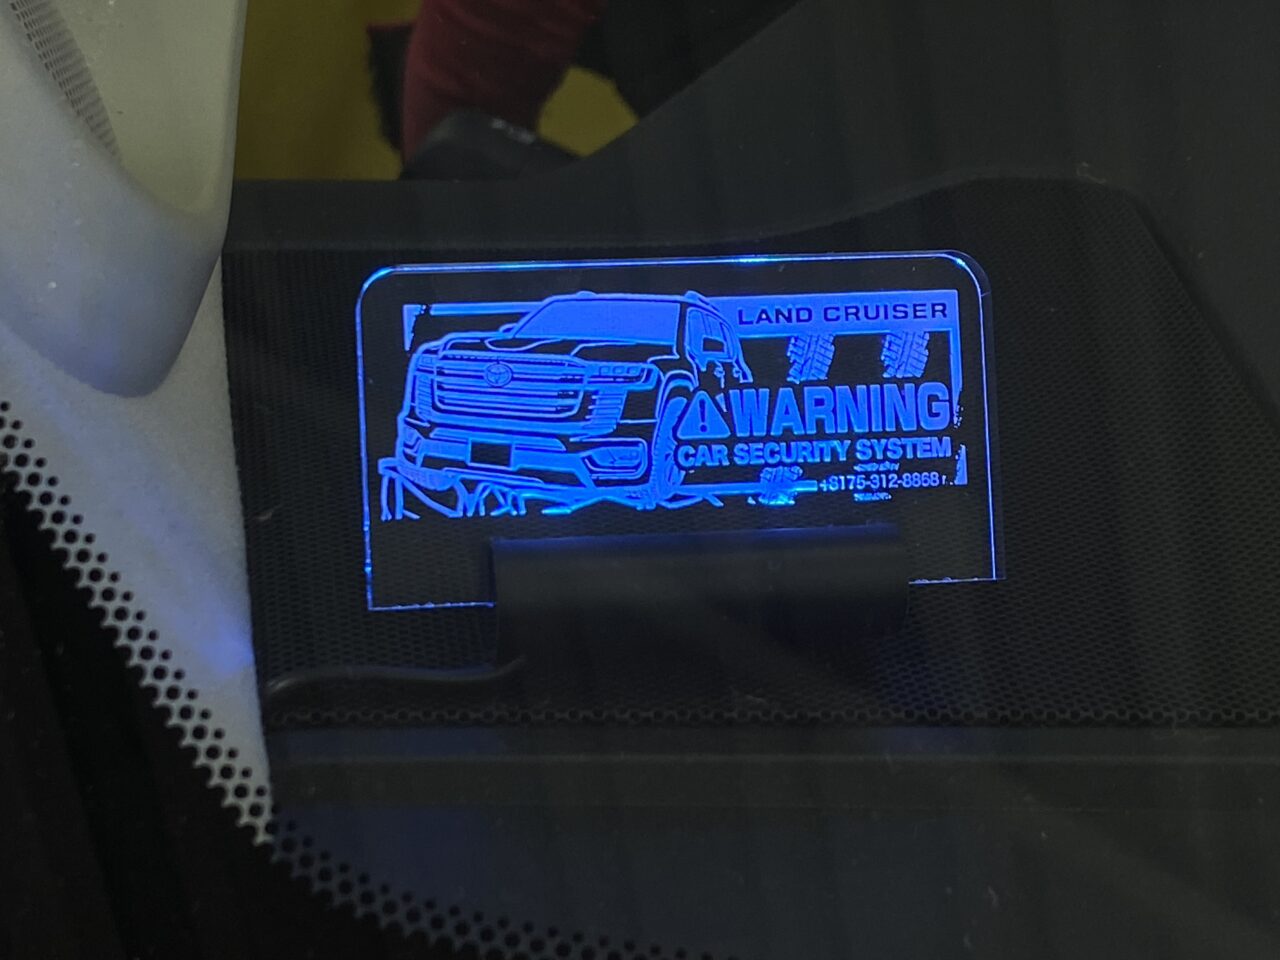 LAND CRUISER
WARNING
CAR SECURITY SYSTEM
+8175-312-8868